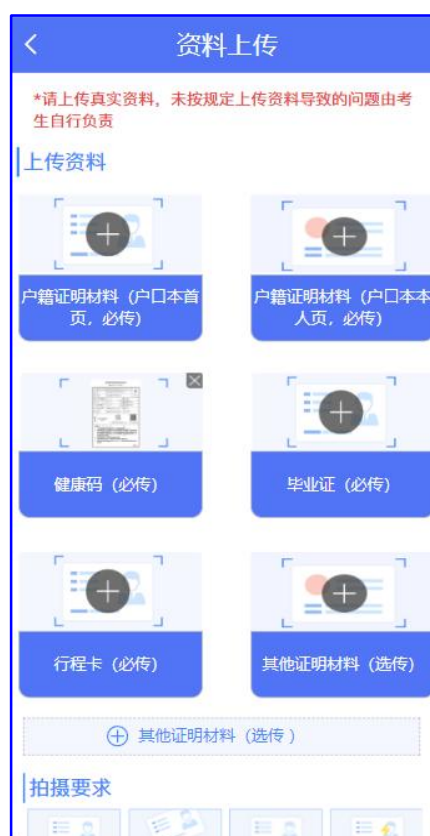 资料上传
*请上传真实资料，未按规定上传资料导致的问题由考
生自行负责
上传资料
户籍证明材料（户口本首
页，必传）
户籍证明材料（户口本本
人页，必传）
健康码（必传）
毕业证（必传）
行程卡（必传）
其他证明材料（选传）
其他证明材料（选传 ）
拍摄要求